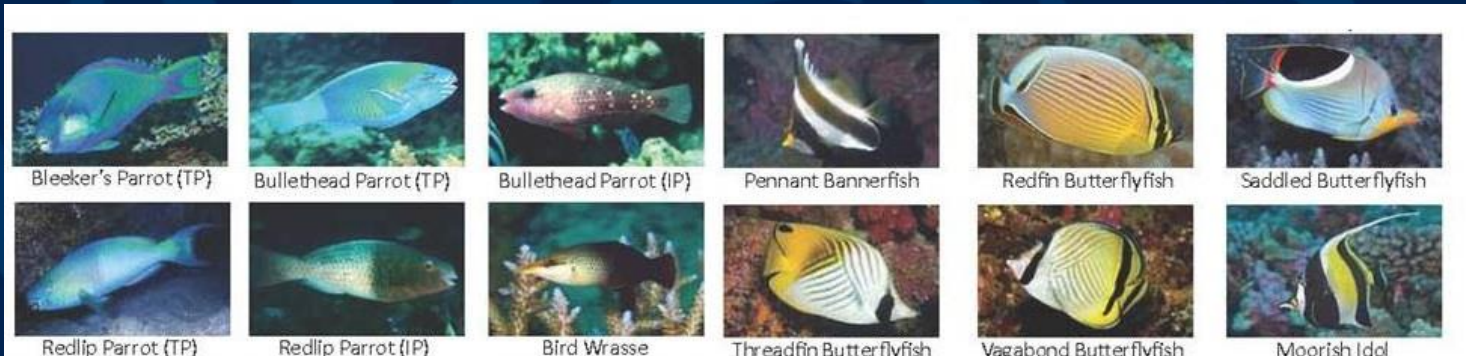 Bleeker's Parrot (TP)
Bullethead Parrot (TP)
Bullethead Parrot (IP)
Pennant Bannerfish
Redfin Butterflyfish
Saddled Butterflyfish
Redlip Parrot (TP)
Redlip Parrot (IP)
Bird Wrasse
Threadfin Butterflyfish
Vagabond Butterflyfish
Moorish Idol